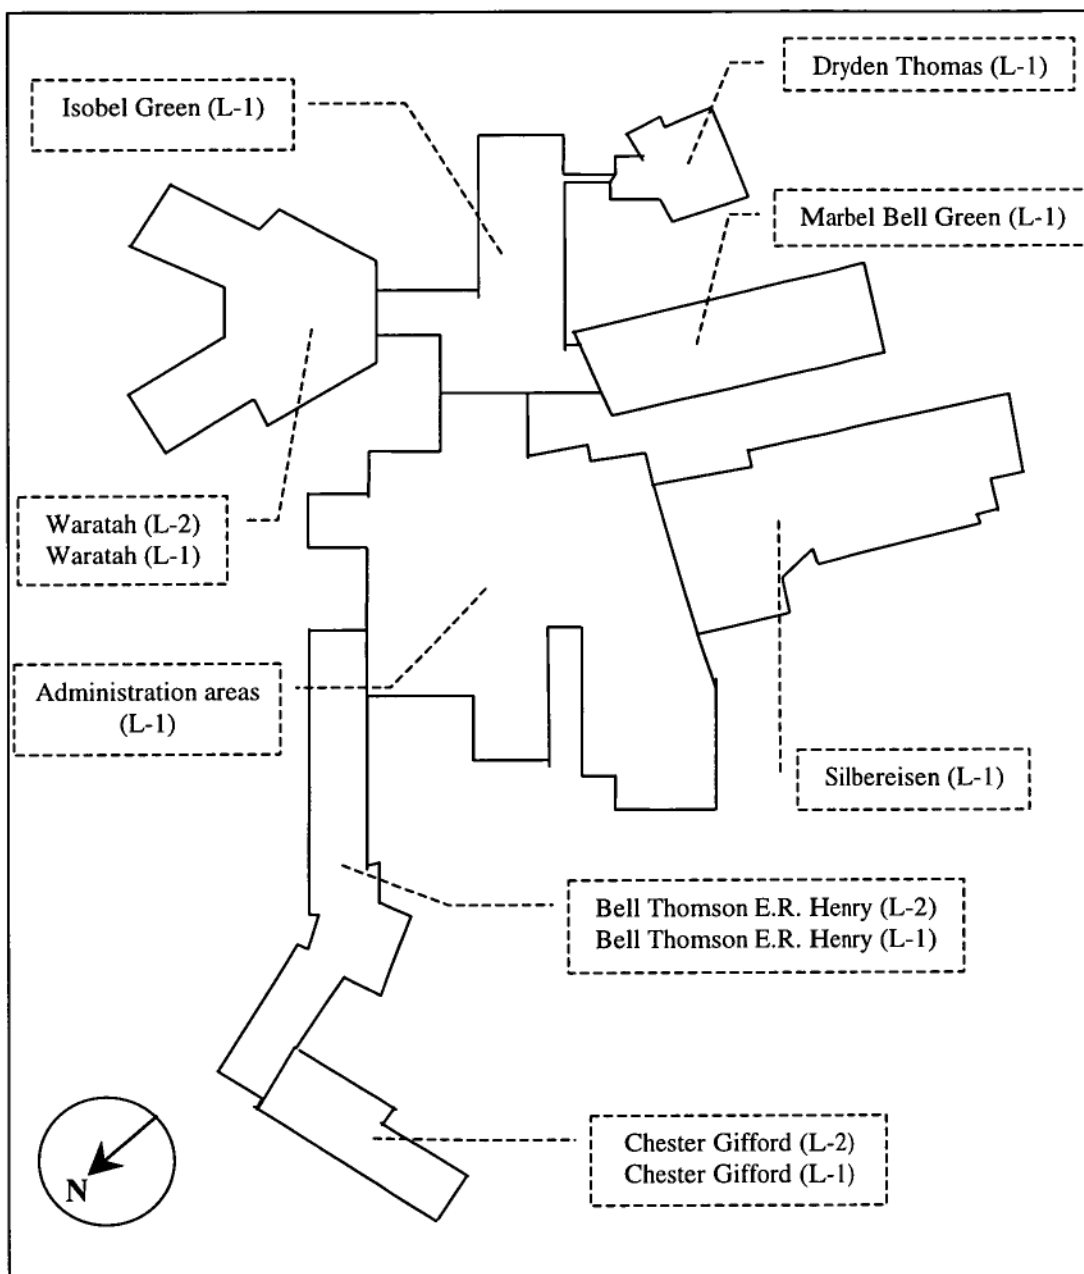 Dryden Thomas (L-1)
Isobel Green (L-1)
Marbel Bell Green (L-1)
Waratah (L-2)
Waratah (L-1)
Administration areas
(L-1)
Silbereisen (L-1)
Bell Thomson E.R. Henry (L-2)
Bell Thomson E.R. Henry (L-1)
Chester Gifford (L-2)
Chester Gifford (L-1)
N